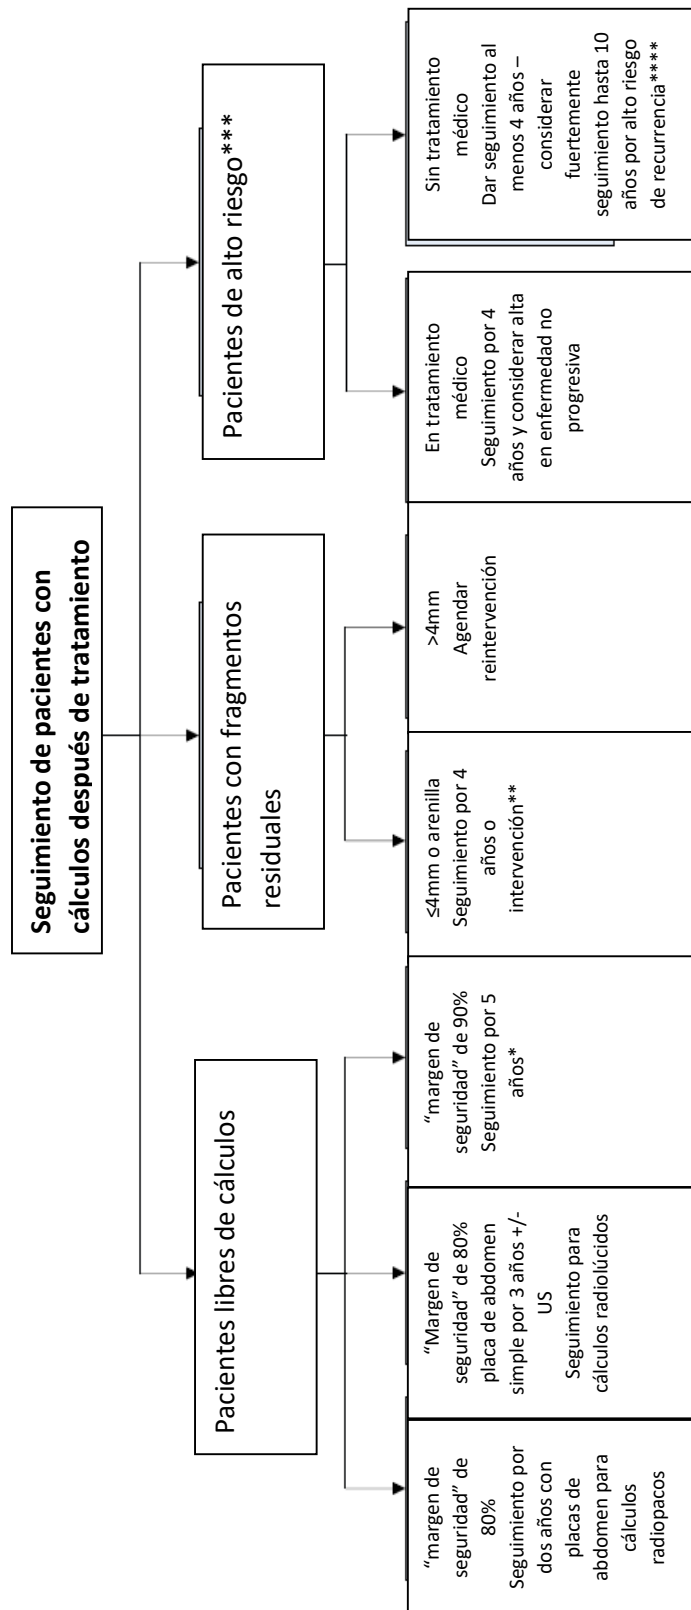 Seguimiento de pacientes con
cálculos después de tratamiento
Pacientes libres de cálculos
Pacientes con fragmentos
residuales
Pacientes de alto riesgo***
“margen de
seguridad” de
80%
Seguimiento por
dos años con
placas de
abdomen para
cálculos
radiopacos
“Margen de
seguridad” de 80%
placa de abdomen
simple por 3 años +/-
US
Seguimiento para
cálculos radiolúcidos
“margen de
seguridad” de 90%
Seguimiento por 5
años*
≤4mm o arenilla
Seguimiento por 4
años o
intervención**
>4mm
Agendar
reintervención
En tratamiento
médico
Seguimiento por 4
años y considerar alta
en enfermedad no
progresiva
Sin tratamiento
médico
Dar seguimiento al
menos 4 años –
considerar
fuertemente
seguimiento hasta 10
años por alto riesgo
de recurrencia****